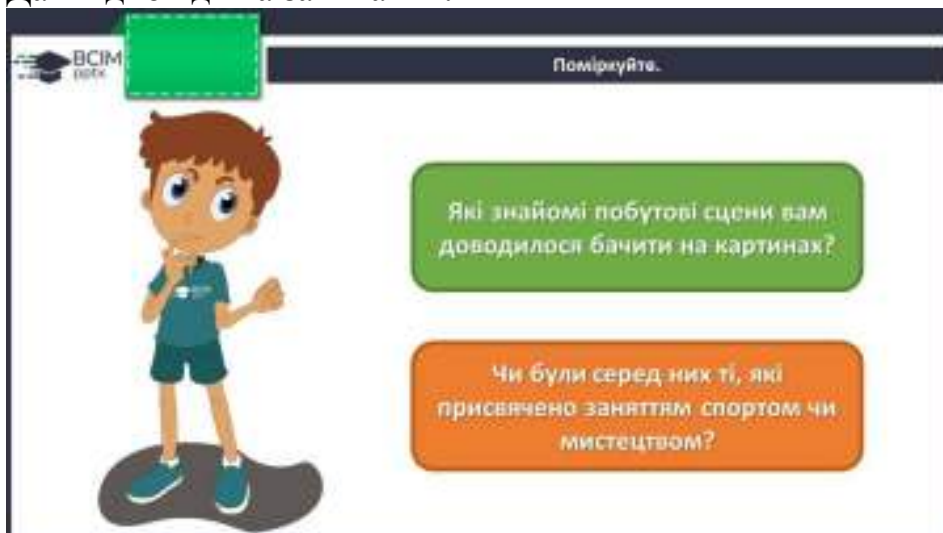 ВСІМ
pptx
Поміркуйте.
Які знайомі побутові сцени вам
доводилося бачити на картинах?
Чи були серед них ті, які
присвячено заняттям спортом чи
мистецтвом?